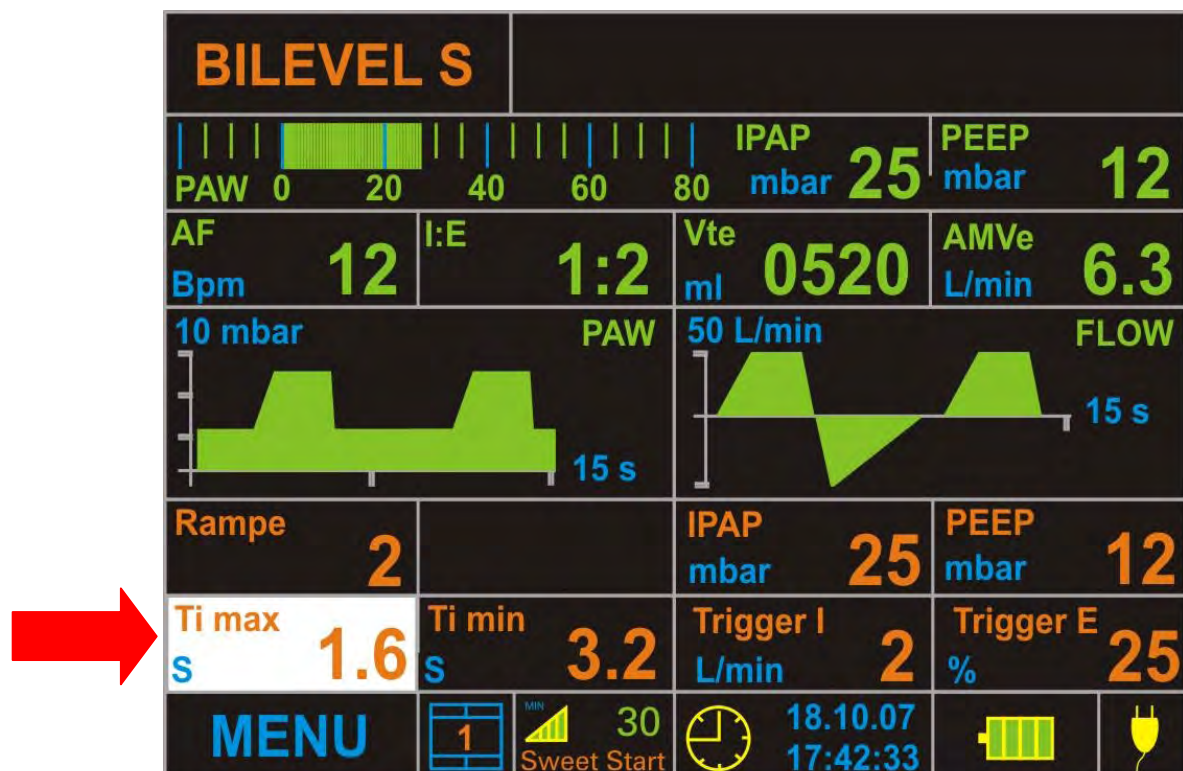 BILEVEL S
IPAP
PEEP
mbar 25
mbar 12
PAW 0 20 40 60 80
AF
I:E
Vte
AMVe
Bpm 12
1:2
ml 0520
L/min 6.3
10 mbar
PAW
50 L/min
FLOW
15 s
15 s
Rampe
2
IPAP
mbar 25
PEEP
mbar 12
Ti max
S 1.6
Ti min
S 3.2
Trigger I
L/min 2
Trigger E
% 25
MENU
1
MIN
30
Sweet Start
18.10.07
17:42:33